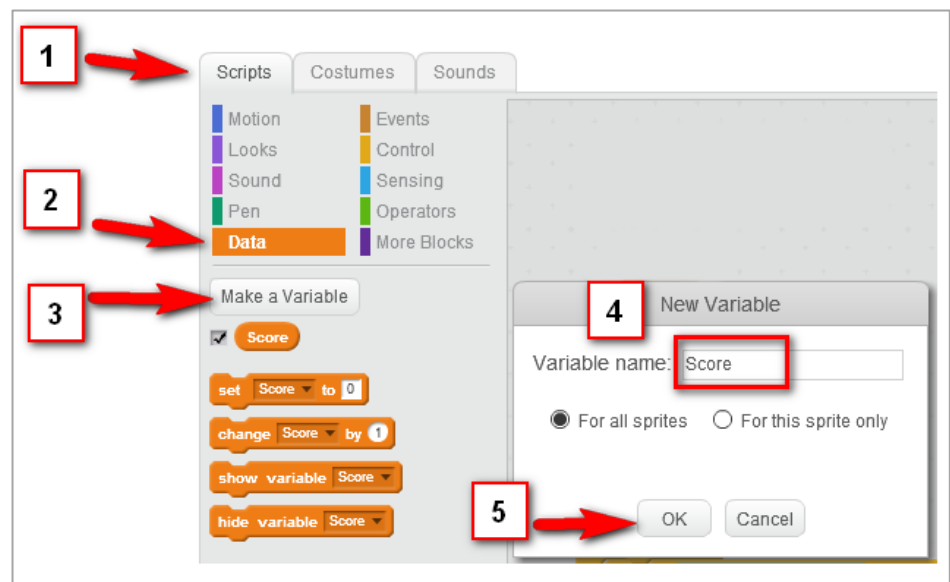 1
Scripts Costumes Sounds
Motion Events
Looks Control
Sound Sensing
2
Pen Operators
Data More Blocks
3
Make a Variable
Score
set Score to 0
change Score by 1
show variable Score
hide variable Score
4
New Variable
Variable name: Score
For all sprites For this sprite only
5
OK Cancel